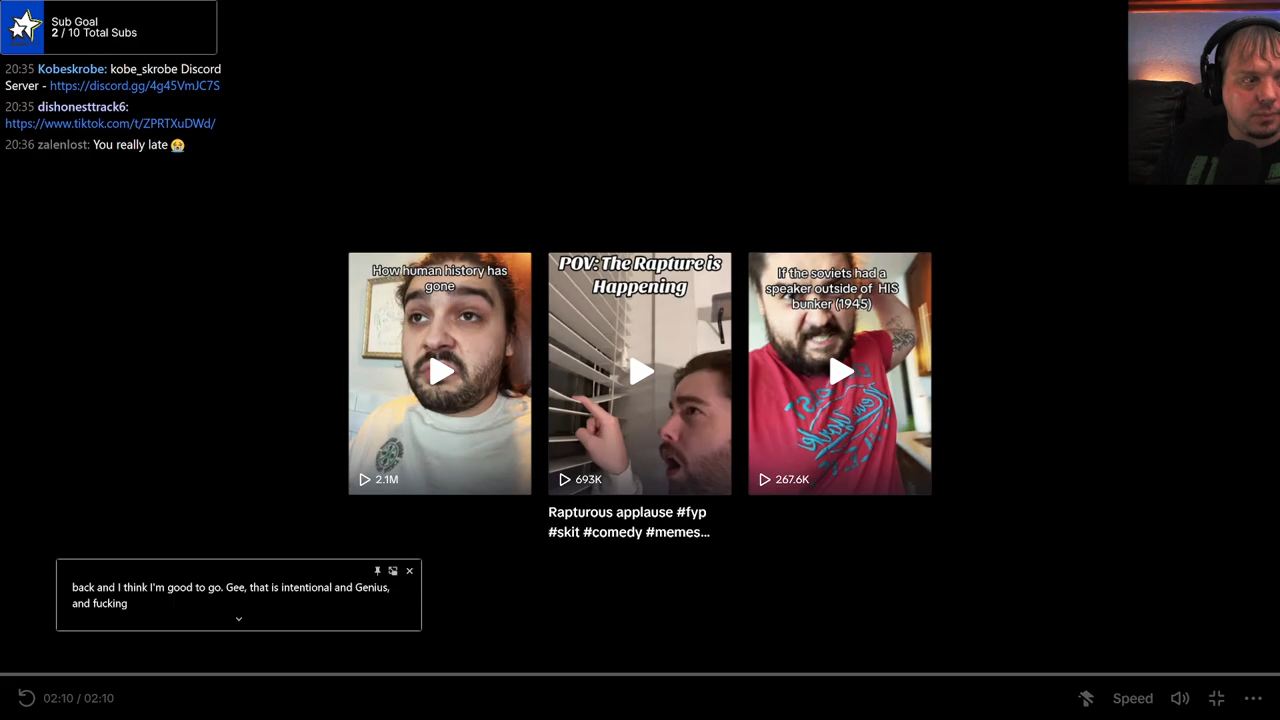 Sub Goal
2 / 10 Total Subs
20:35 Kobeskrobe: kobe_skrobe Discord
Server - https://discord.gg/4g45VmJC7S
20:35 dishonesttrack6:
https://www.tiktok.com/t/ZPRTXuDWd/
20:36 zalenlost: You really late 😭
How human history has
gone
2.1M
POV: The Rapture is
Happening
693K
If the soviets had a
speaker outside of HIS
bunker (1945)
267.6K
Rapturous applause #fyp
#skit #comedy #memes...
back and I think I'm good to go. Gee, that is intentional and Genius,
and fucking
02:10 / 02:10
Speed